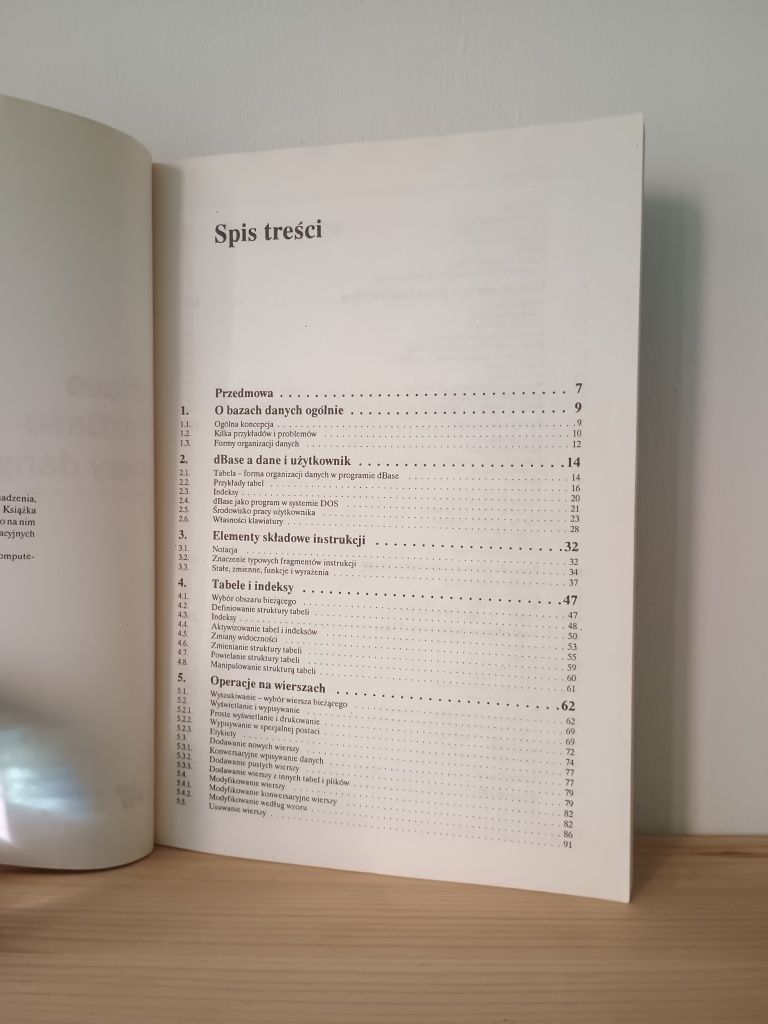 adzenia,
Książka
o na nim
acyjnych
ompute-
Spis treści
Przedmowa 7
1. O bazach danych ogólnie 9
1.1. Ogólna koncepcja 9
1.2. Kilka przykładów i problemów 10
1.3. Formy organizacji danych 12
2. dBase a dane i użytkownik 14
2.1. Tabela – forma organizacji danych w programie dBase 14
2.2. Przykłady tabel 16
2.3. Indeksy 20
2.4. dBase jako program w systemie DOS 21
2.5. Środowisko pracy użytkownika 23
2.6. Własności klawiatury 28
3. Elementy składowe instrukcji 32
3.1. Notacja 32
3.2. Znaczenie typowych fragmentów instrukcji 34
3.3. Stałe, zmienne, funkcje i wyrażenia 37
4. Tabele i indeksy 47
4.1. Wybór obszaru bieżącego 47
4.2. Definiowanie struktury tabeli 48
4.3. Indeksy 50
4.4. Aktywizowanie tabel i indeksów 53
4.5. Zmiany widoczności 55
4.6. Zmienianie struktury tabeli 59
4.7. Powielanie struktury tabeli 60
4.8. Manipulowanie strukturą tabeli 61
5. Operacje na wierszach 62
5.1. Wyszukiwanie – wybór wiersza bieżącego 62
5.2. Wyświetlanie i wypisywanie 69
5.2.1. Proste wyświetlanie i drukowanie 69
5.2.2. Wypisywanie w specjalnej postaci 72
5.2.3. Etykiety 74
5.3. Dodawanie nowych wierszy 77
5.3.1. Konwersacyjne wpisywanie danych 77
5.3.2. Dodawanie pustych wierszy 79
5.3.3. Dodawanie wierszy z innych tabel i plików 79
5.4. Modyfikowanie wierszy 82
5.4.1. Modyfikowanie konwersacyjne wierszy 82
5.4.2. Modyfikowanie według wzoru 86
5.5. Usuwanie wierszy 91